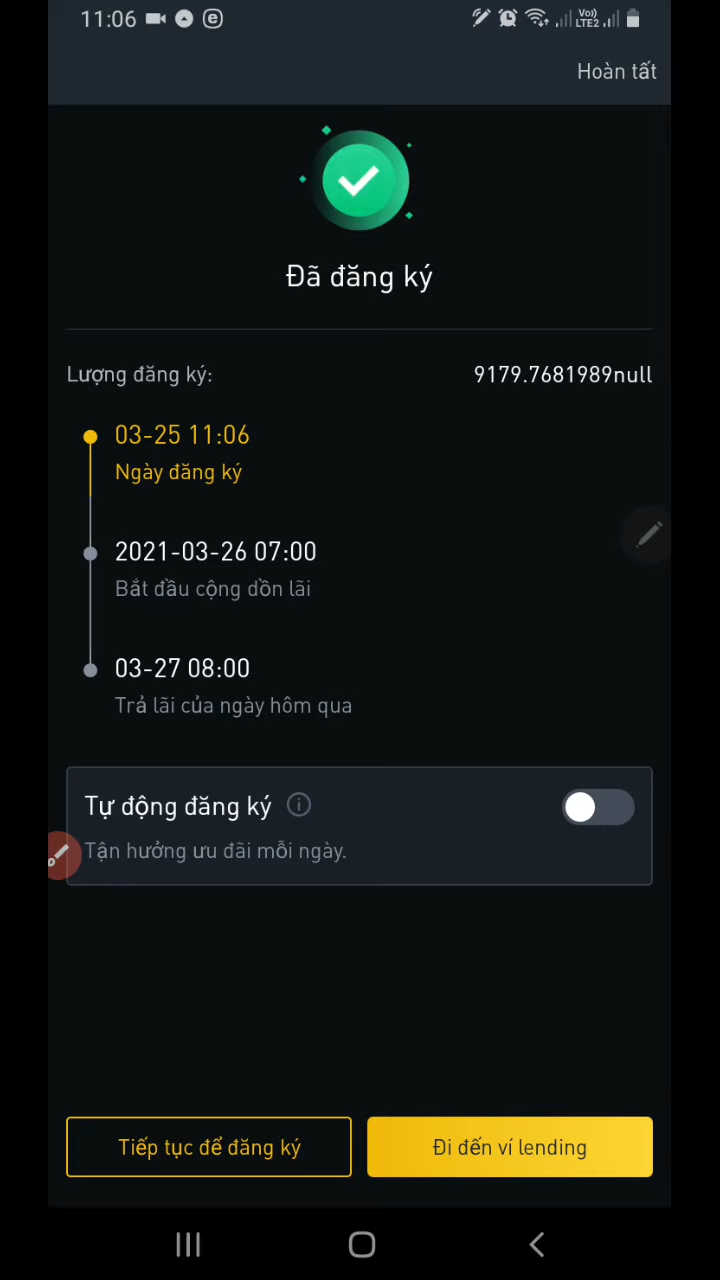 11:06
Vo))
LTE2
Hoàn tất
Đã đăng ký
Lượng đăng ký: 9179.7681989null
03-25 11:06
Ngày đăng ký
2021-03-26 07:00
Bắt đầu cộng dồn lãi
03-27 08:00
Trả lãi của ngày hôm qua
Tự động đăng ký
Tận hưởng ưu đãi mỗi ngày.
Tiếp tục để đăng ký
Đi đến ví lending